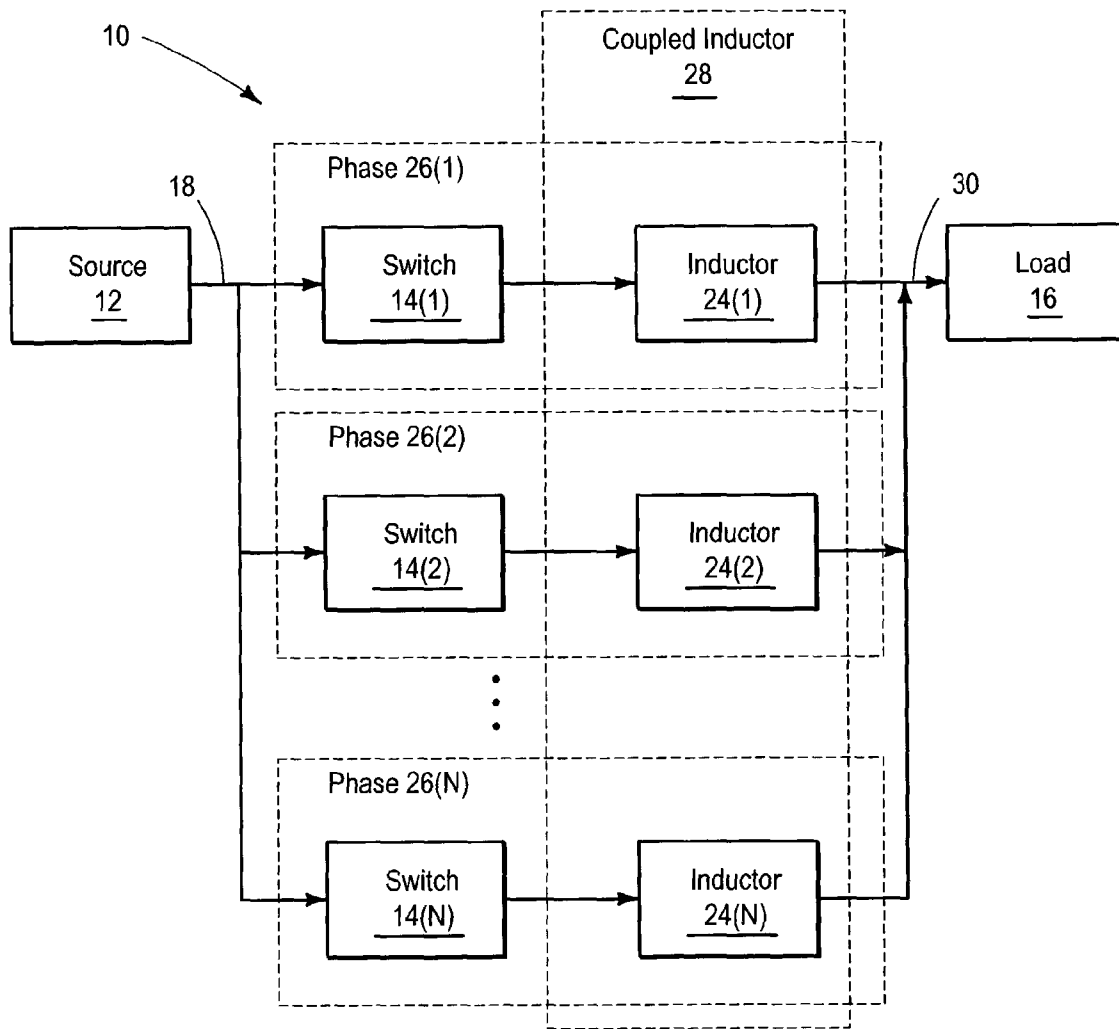 10
Coupled Inductor
28
Phase 26(1)
18
30
Source
12
Switch
14(1)
Inductor
24(1)
Load
16
Phase 26(2)
Switch
14(2)
Inductor
24(2)
Phase 26(N)
Switch
14(N)
Inductor
24(N)